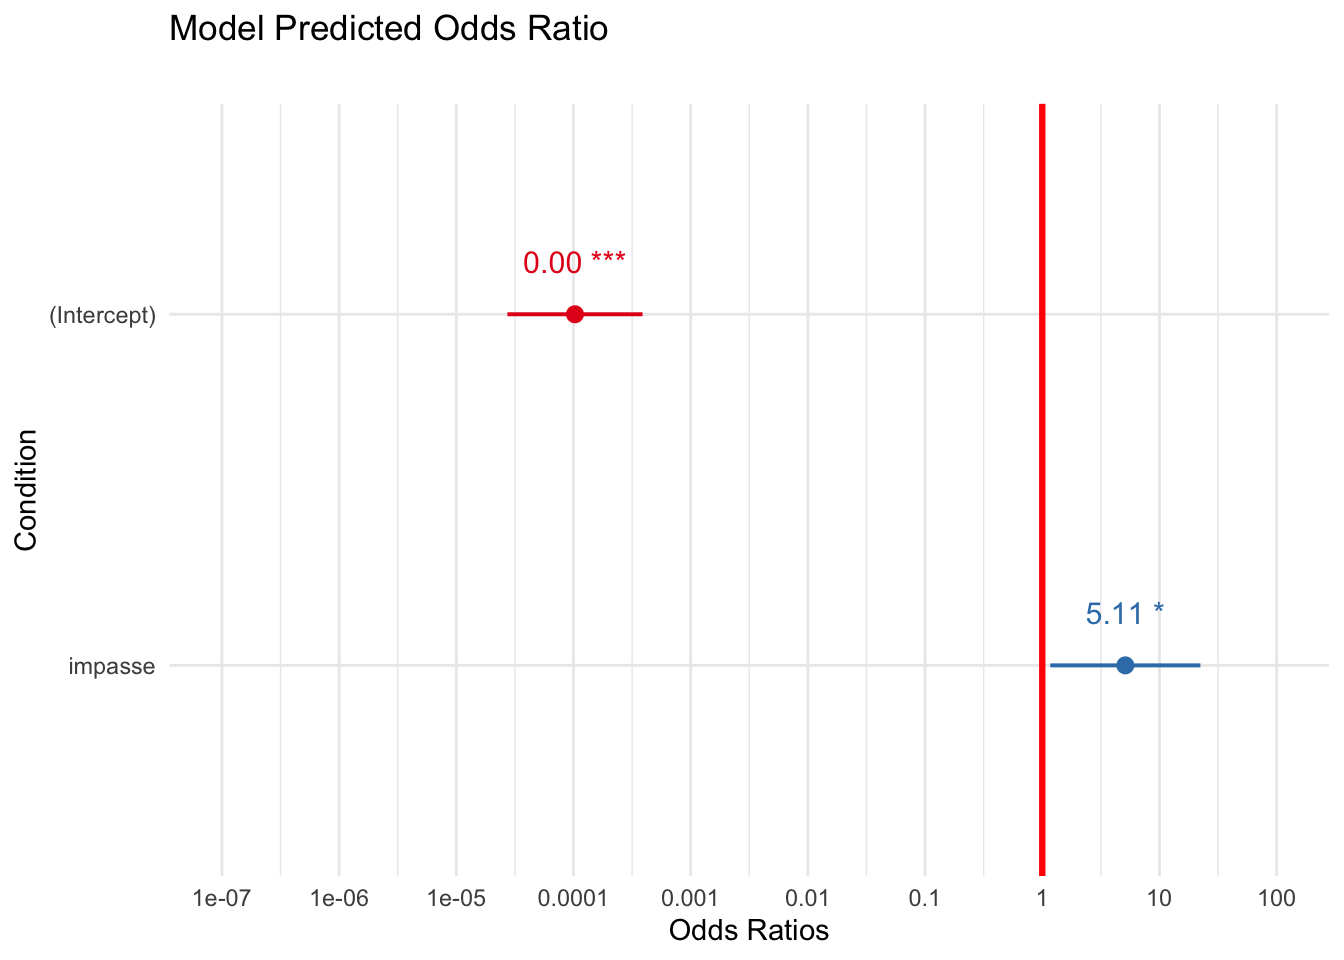 Model Predicted Odds Ratio
0.00 ***
(Intercept)
Condition
5.11 *
impasse
1e-07 1e-06 1e-05 0.0001 0.001 0.01 0.1 1 10 100
Odds Ratios